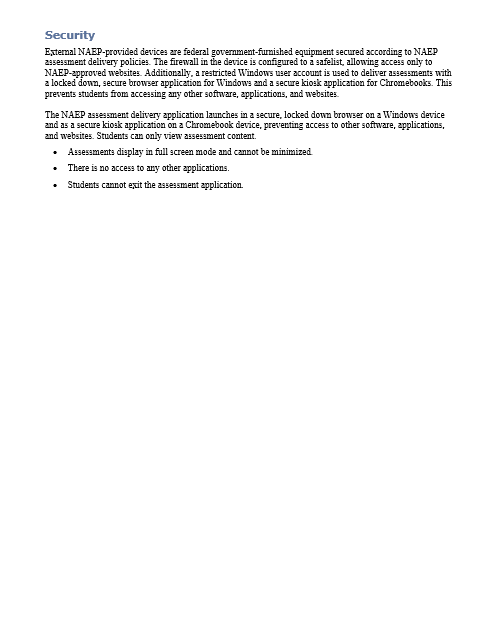 Security
External NAEP-provided devices are federal government-furnished equipment secured according to NAEP
assessment delivery policies. The firewall in the device is configured to a safelist, allowing access only to
NAEP-approved websites. Additionally, a restricted Windows user account is used to deliver assessments with
a locked down, secure browser application for Windows and a secure kiosk application for Chromebooks. This
prevents students from accessing any other software, applications, and websites.
The NAEP assessment delivery application launches in a secure, locked down browser on a Windows device
and as a secure kiosk application on a Chromebook device, preventing access to other software, applications,
and websites. Students can only view assessment content.
• Assessments display in full screen mode and cannot be minimized.
• There is no access to any other applications.
• Students cannot exit the assessment application.